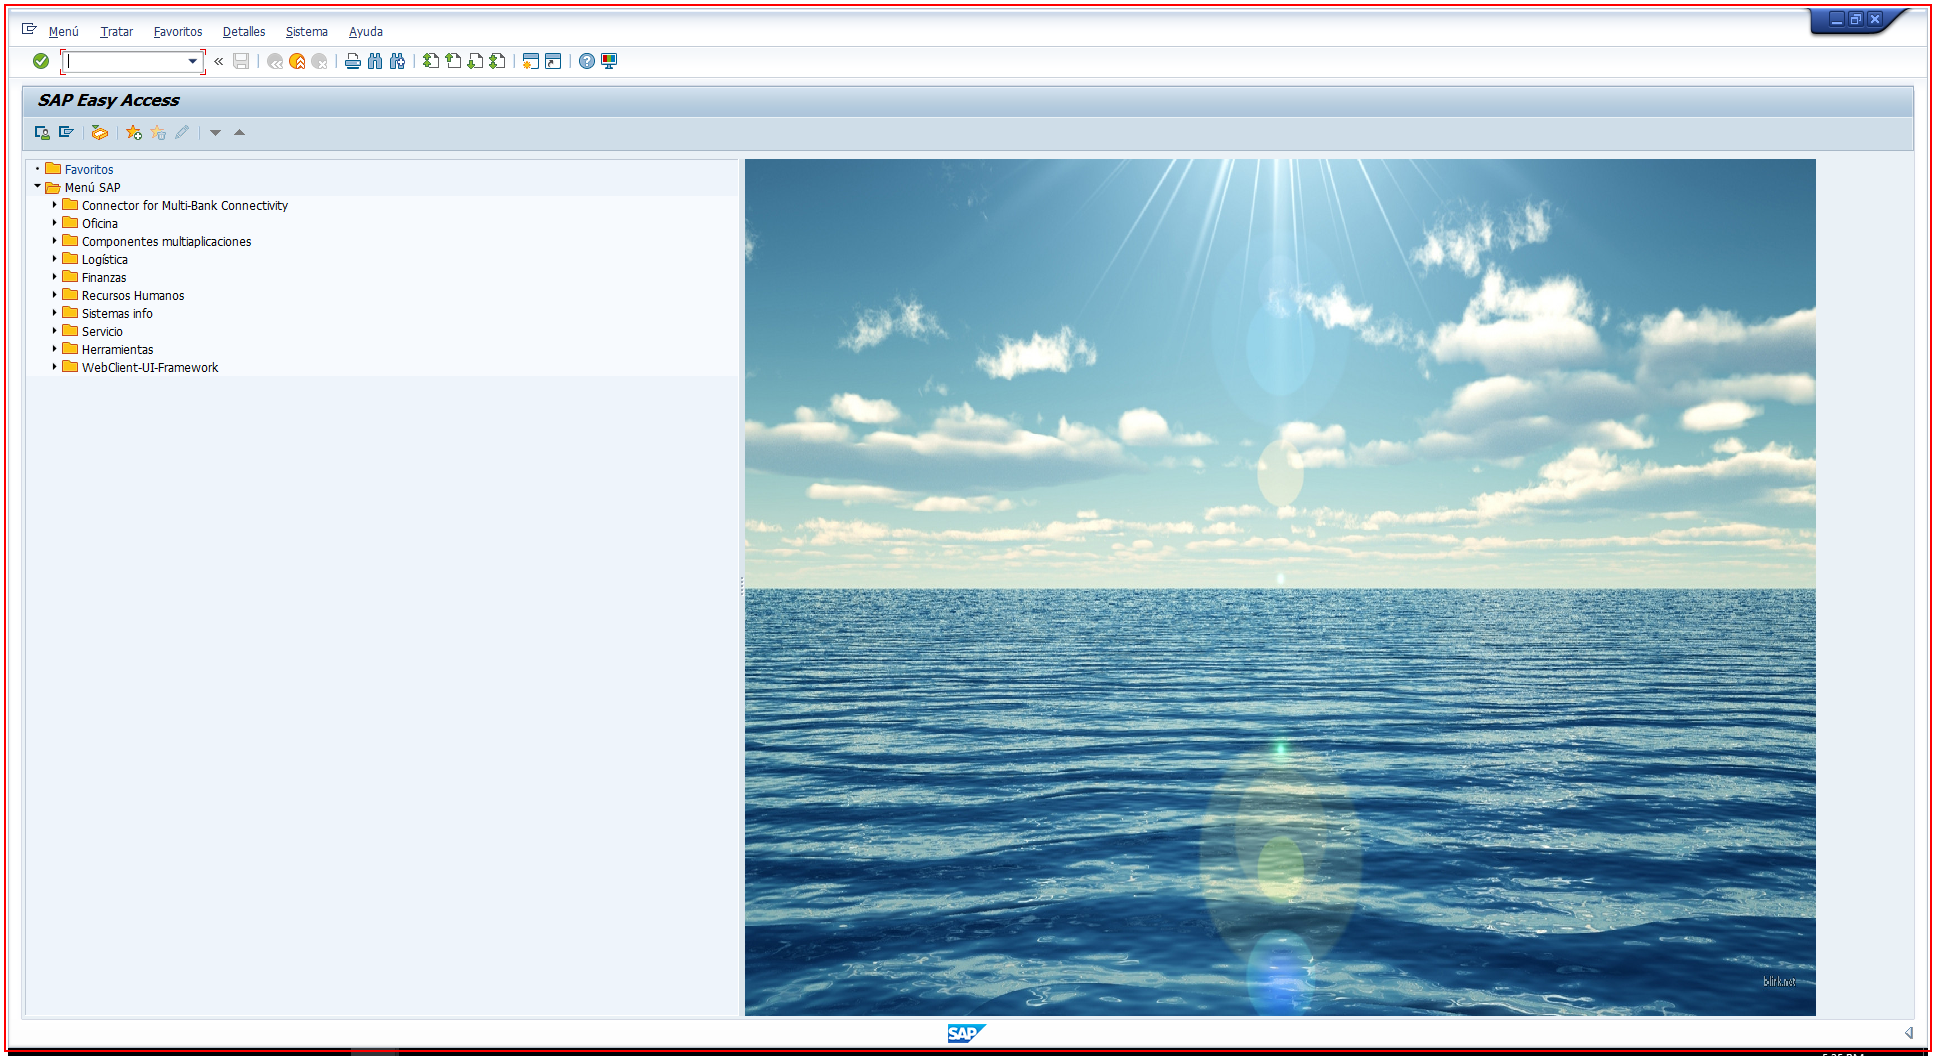 Menú Tratar Favoritos Detalles Sistema Ayuda
SAP Easy Access
Favoritos
Menú SAP
Connector for Multi-Bank Connectivity
Oficina
Componentes multiaplicaciones
Logística
Finanzas
Recursos Humanos
Sistemas info
Servicio
Herramientas
WebClient-UI-Framework
blirk.net
SAP